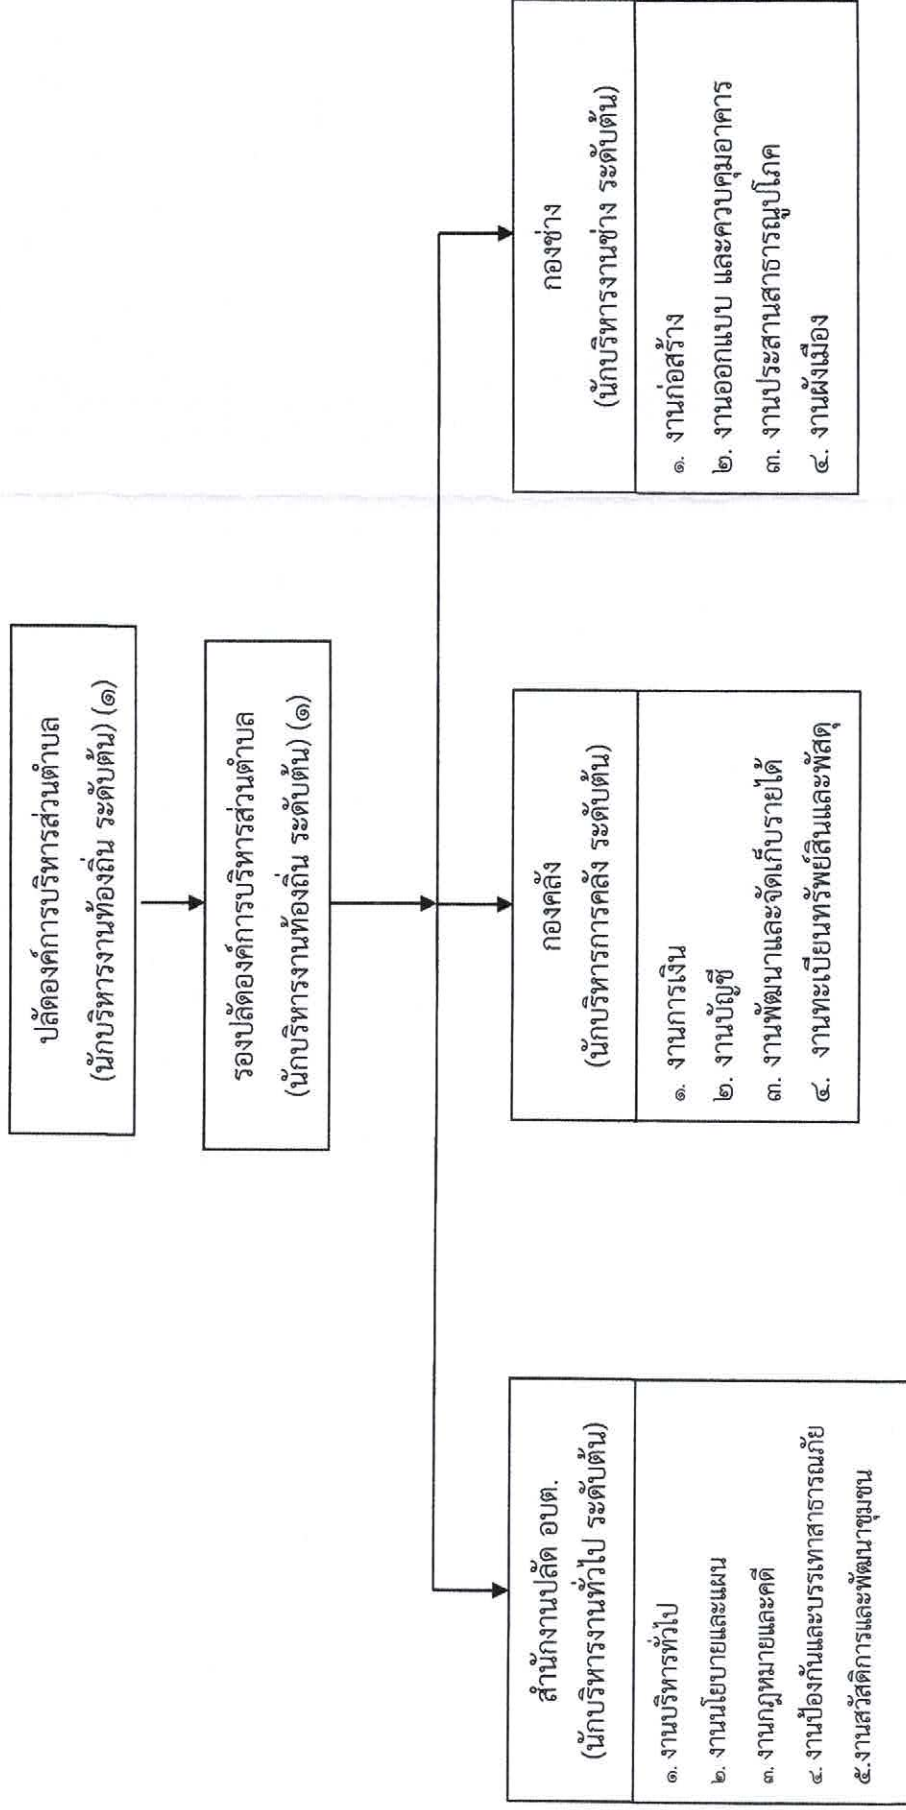 ปลัดองค์การบริหารส่วนตำบล
(นักบริหารงานท้องถิ่น ระดับต้น) (๑)
รองปลัดองค์การบริหารส่วนตำบล
(นักบริหารงานท้องถิ่น ระดับต้น) (๑)
สำนักงานปลัด อบต.
(นักบริหารงานทั่วไป ระดับต้น)
๑. งานบริหารทั่วไป
๒. งานนโยบายและแผน
๓. งานกฎหมายและคดี
๔. งานป้องกันและบรรเทาสาธารณภัย
๕.งานสวัสดิการและพัฒนาชุมชน
กองคลัง
(นักบริหารการคลัง ระดับต้น)
๑. งานการเงิน
๒. งานบัญชี
๓. งานพัฒนาและจัดเก็บรายได้
๔. งานทะเบียนทรัพย์สินและพัสดุ
กองช่าง
(นักบริหารงานช่าง ระดับต้น)
๑. งานก่อสร้าง
๒. งานออกแบบ และควบคุมอาคาร
๓. งานประสานสาธารณูปโภค
๔. งานผังเมือง